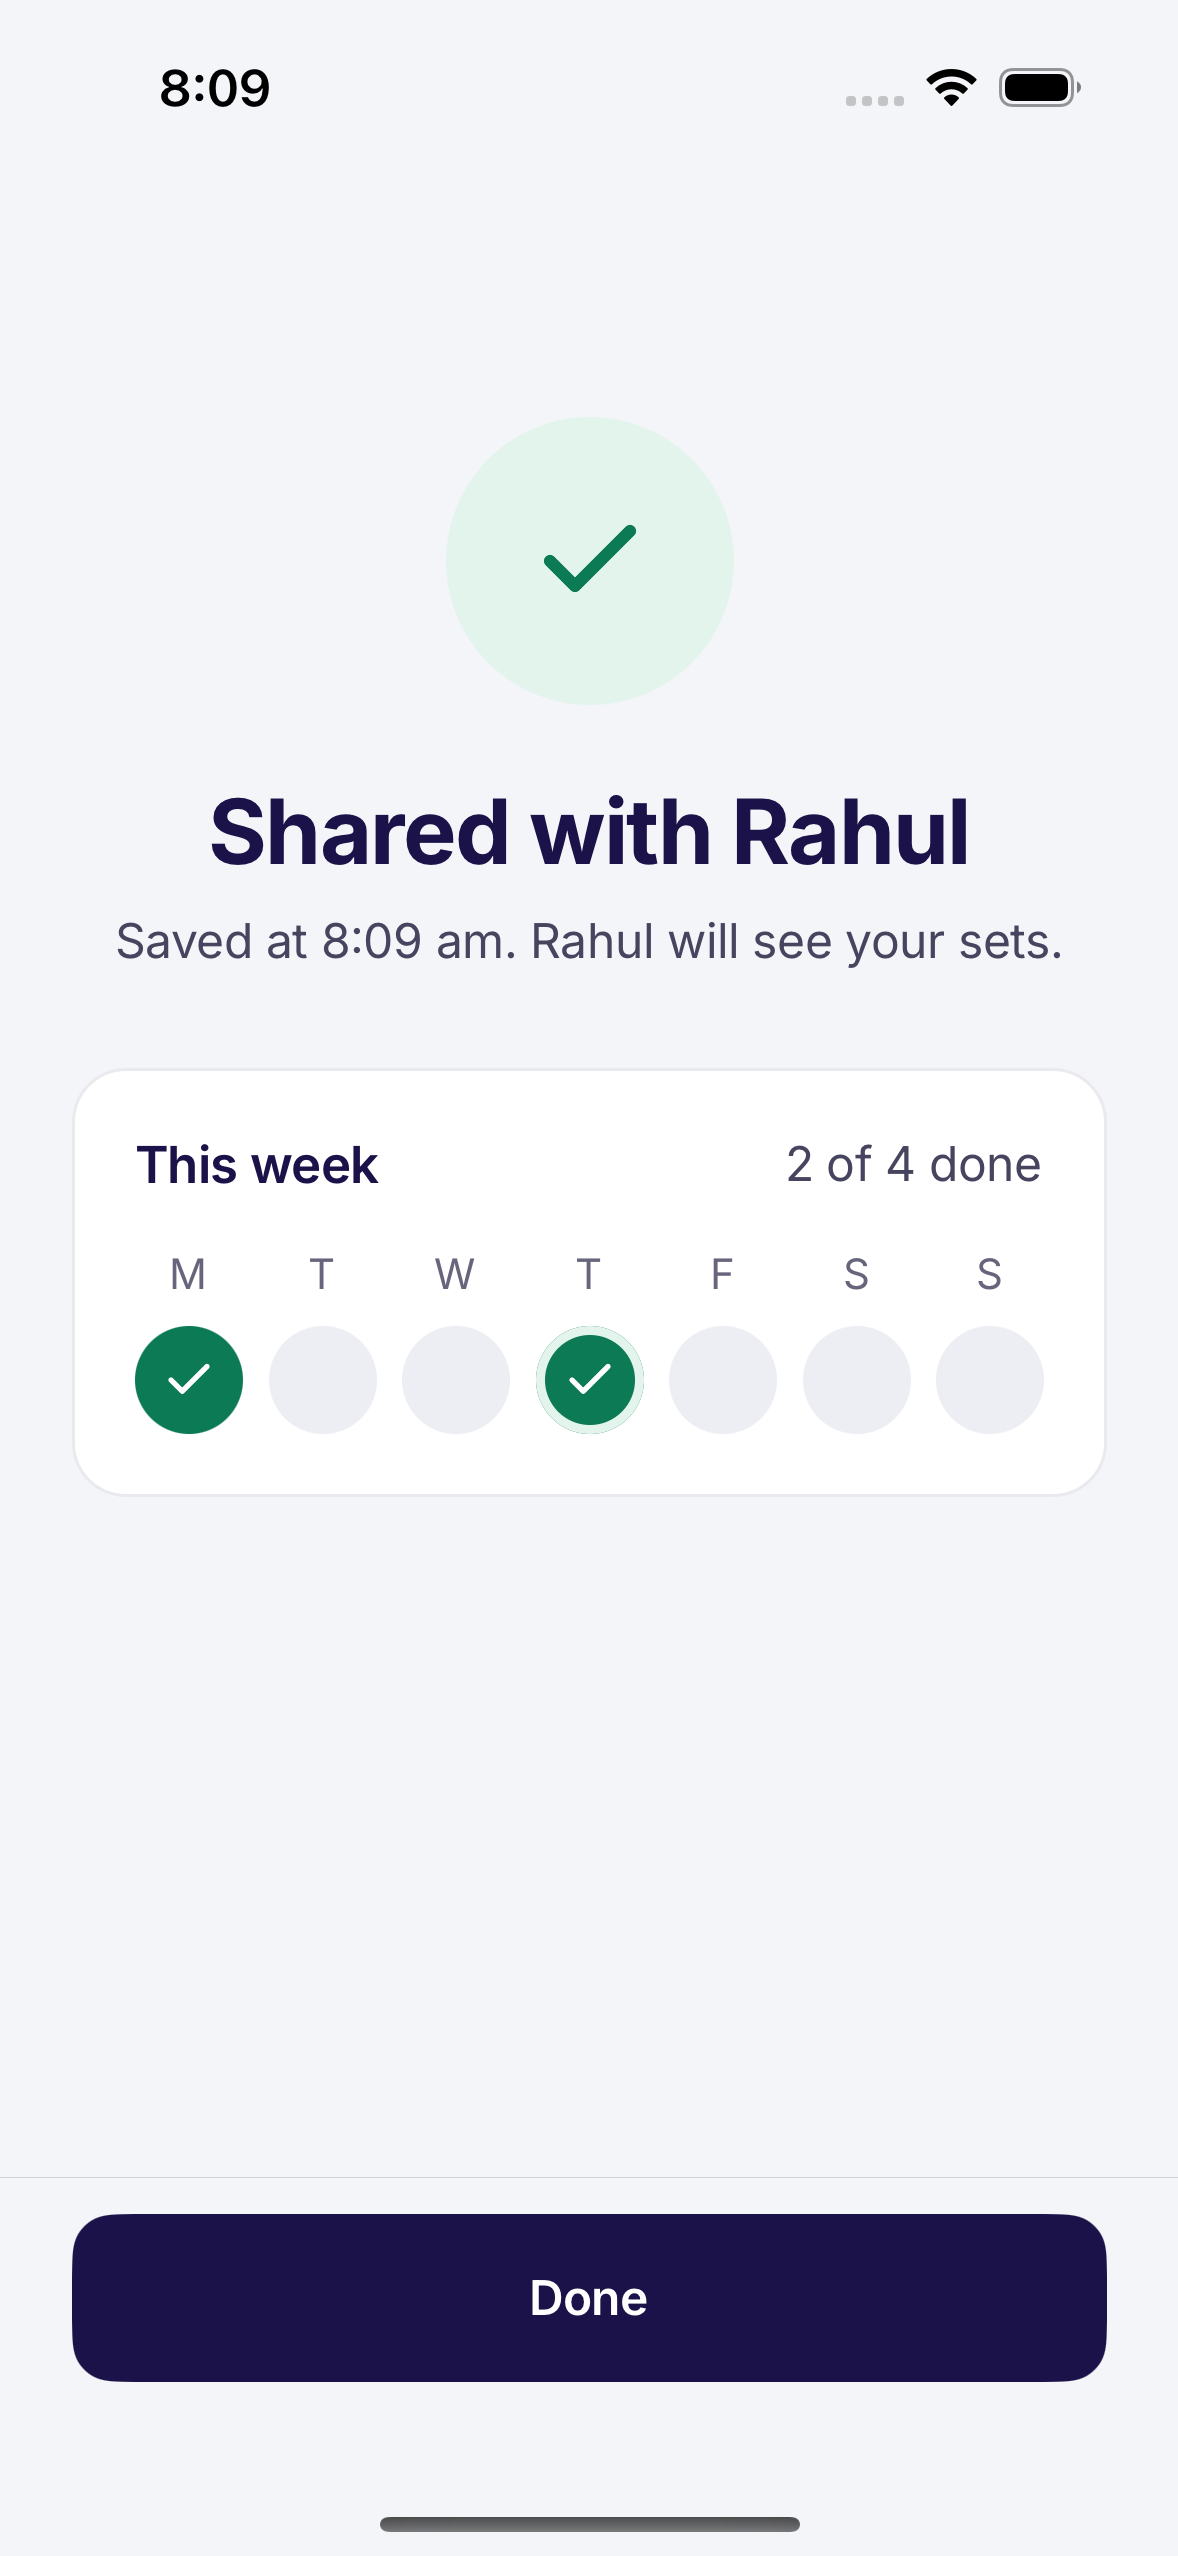 8:09
Shared with Rahul
Saved at 8:09 am. Rahul will see your sets.
This week 2 of 4 done
M T W T F S S
Done